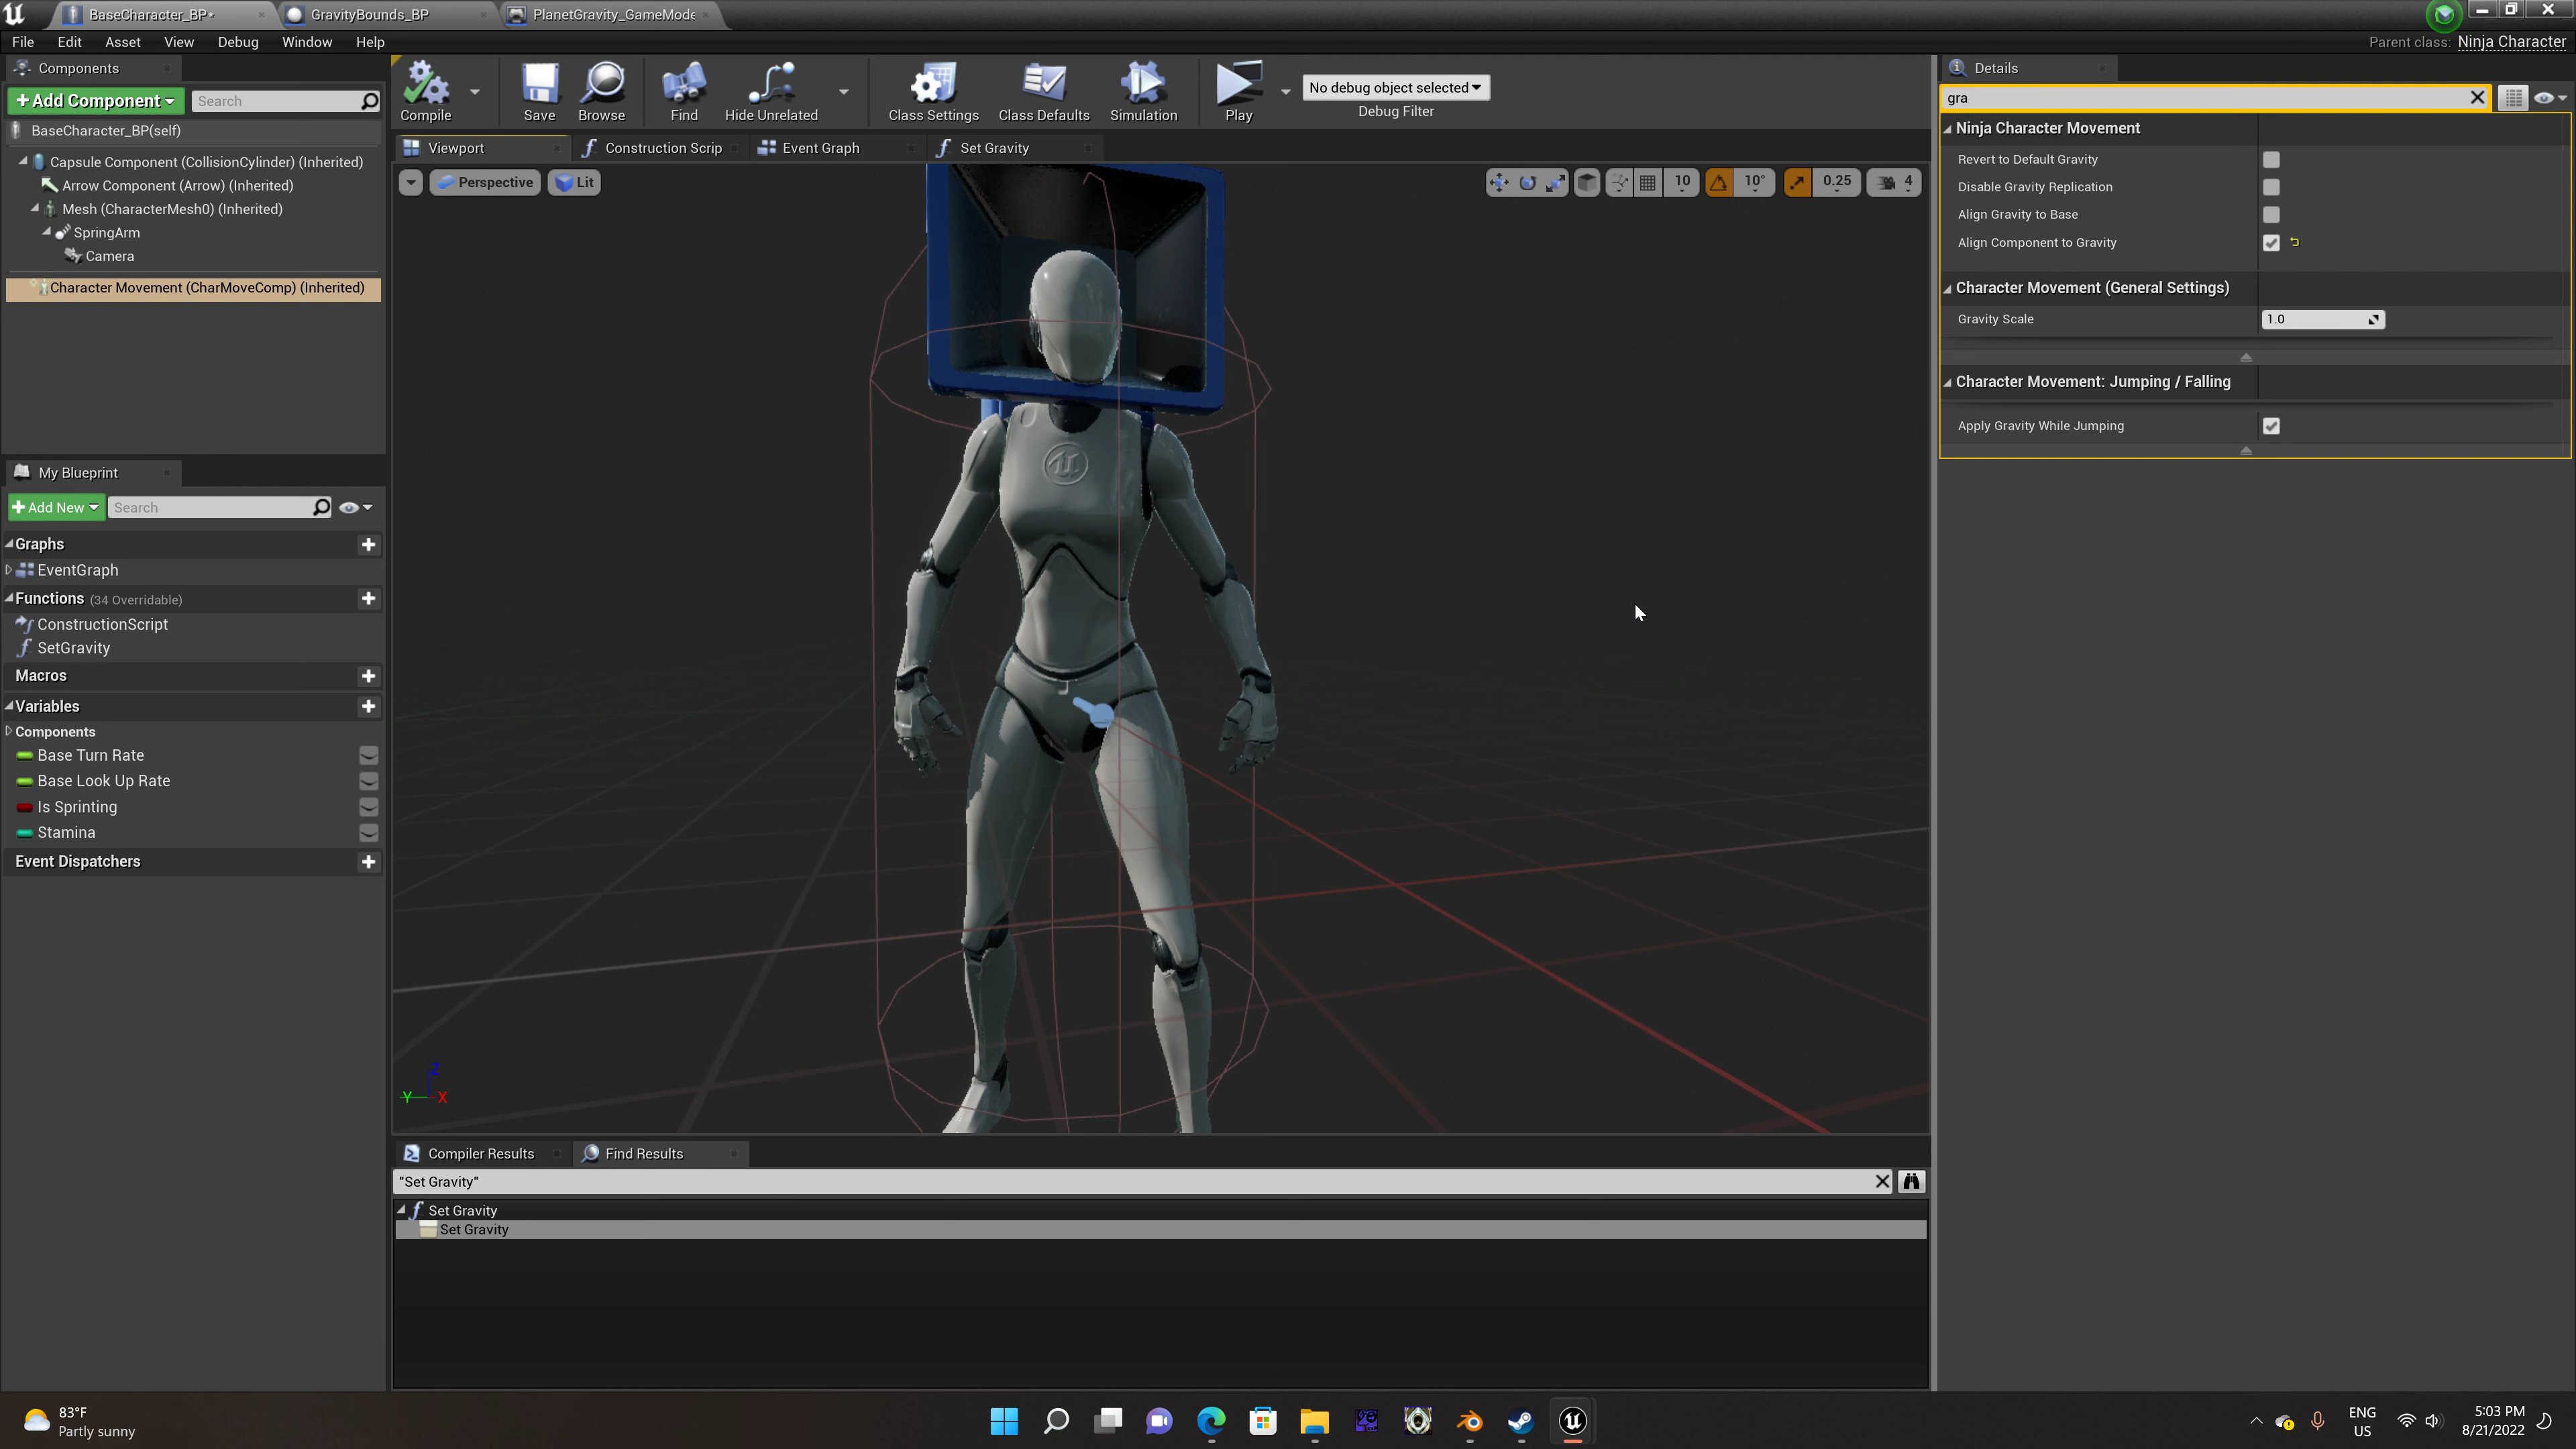 BaseCharacter_BP*
GravityBounds_BP
PlanetGravity_GameMode
File Edit Asset View Debug Window Help
Parent class: Ninja Character
Components
+Add Component
Search
BaseCharacter_BP(self)
Capsule Component (CollisionCylinder) (Inherited)
Arrow Component (Arrow) (Inherited)
Mesh (CharacterMesh0) (Inherited)
SpringArm
Camera
Character Movement (CharMoveComp) (Inherited)
My Blueprint
+Add New
Search
Graphs
EventGraph
Functions (34 Overridable)
ConstructionScript
SetGravity
Macros
Variables
Components
Base Turn Rate
Base Look Up Rate
Is Sprinting
Stamina
Event Dispatchers
Compile
Save
Browse
Find
Hide Unrelated
Class Settings
Class Defaults
Simulation
Play
No debug object selected
Debug Filter
Viewport
Construction Scrip
Event Graph
Set Gravity
Perspective
Lit
10
10°
0.25
4
Z
Y
X
Compiler Results
Find Results
"Set Gravity"
Set Gravity
Set Gravity
Details
gra
Ninja Character Movement
Revert to Default Gravity
Disable Gravity Replication
Align Gravity to Base
Align Component to Gravity
Character Movement (General Settings)
Gravity Scale
1.0
Character Movement: Jumping / Falling
Apply Gravity While Jumping
83°F
Partly sunny
ENG
US
5:03 PM
8/21/2022